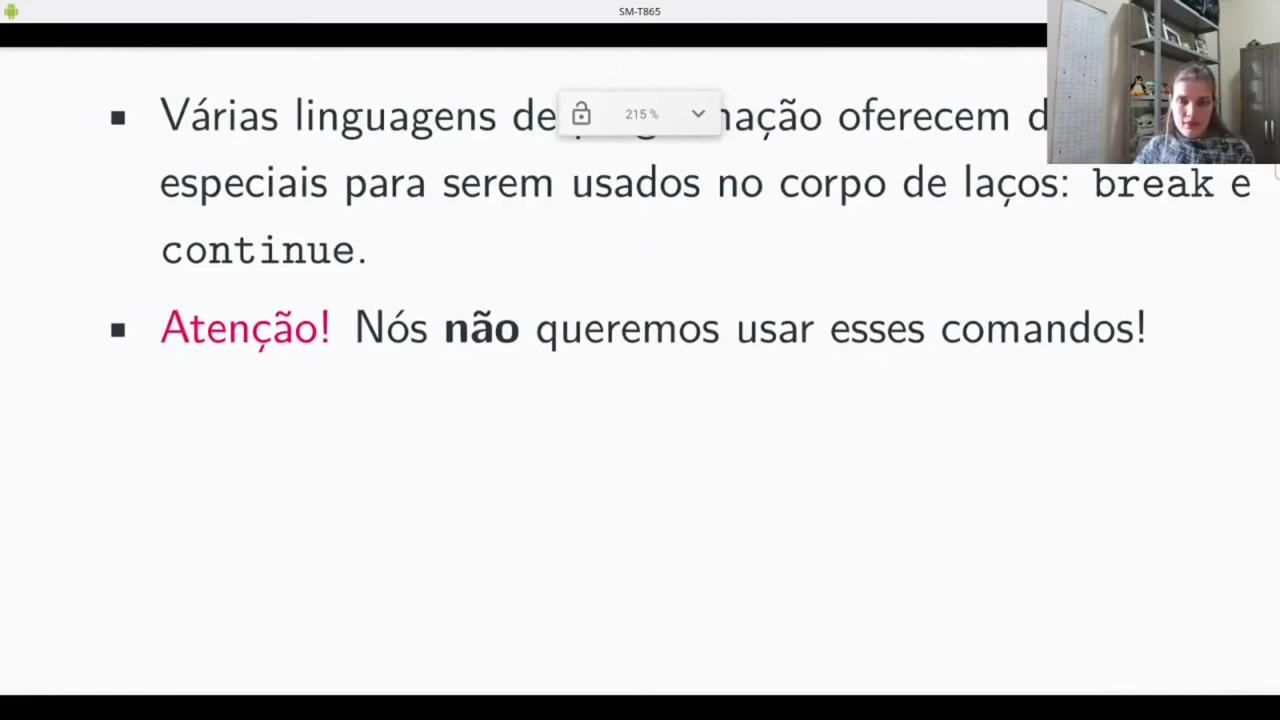 SM-T865
215 %
Várias linguagens de oferecem
especiais para serem usados no corpo de laços: break e
continue.
Atenção! Nós não queremos usar esses comandos!